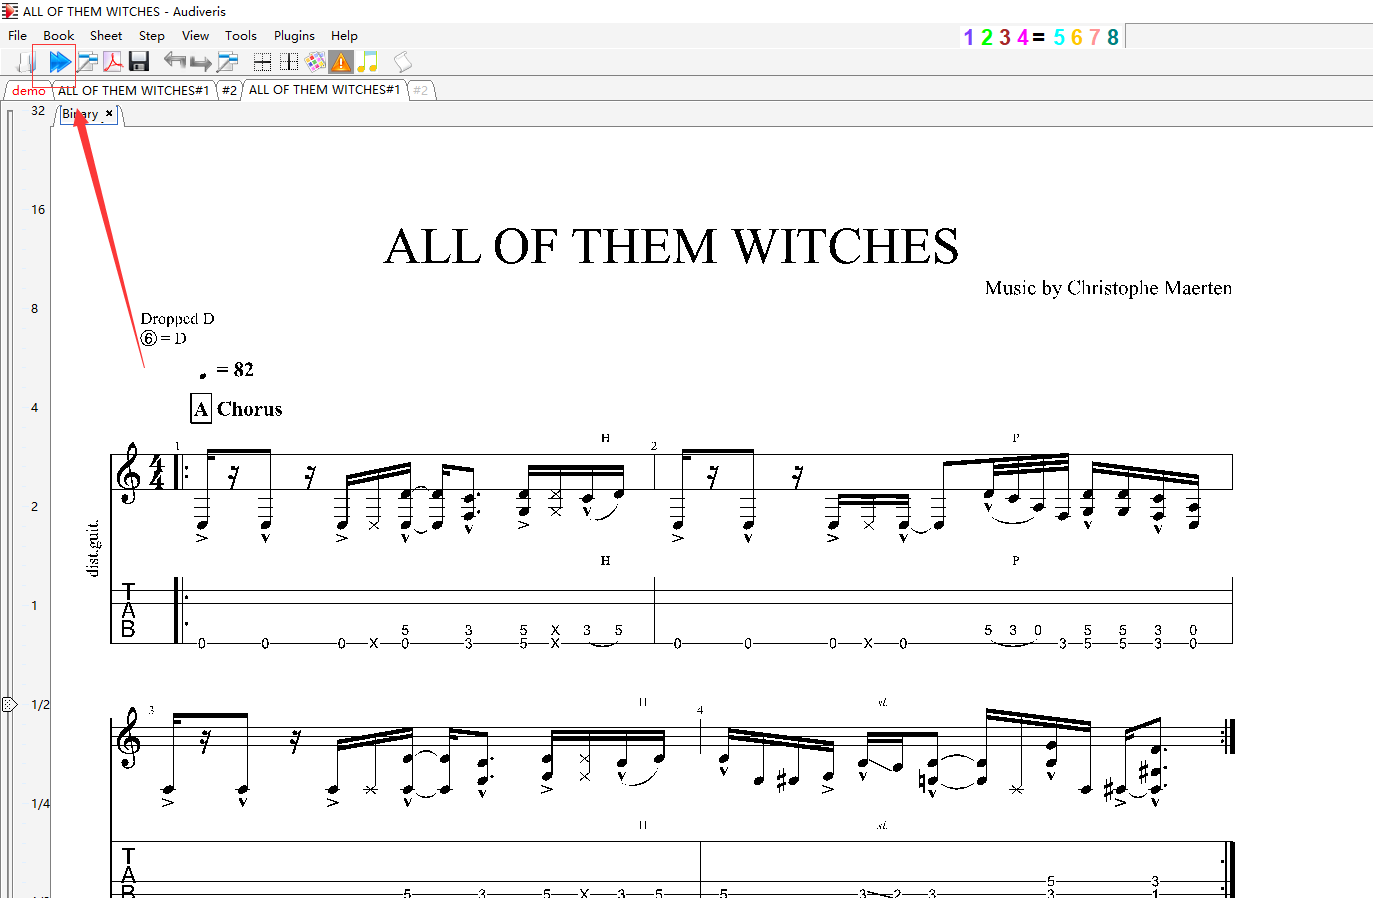 ALL OF THEM WITCHES - Audiveris
File Book Sheet Step View Tools Plugins Help
1 2 3 4 = 5 6 7 8
demo ALL OF THEM WITCHES#1 #2 ALL OF THEM WITCHES#1 #2
32 Binary ×
16
ALL OF THEM WITCHES
Music by Christophe Maerten
8
Dropped D
⑥ = D
= 82
4
A Chorus
H P
1 2
4
4
2
dist.guit.
H P
1
T
A
B
5 3 5 X 3 5 5 3 0 5 5 3 0
0 0 0 X 0 3 5 X 0 0 0 X 0 3 5 5 3 0
1/2
3 4
sl.
1/4
sl.
T
A
B
5 3
5 3 5 X 3 5 5 3 2 3 3 1